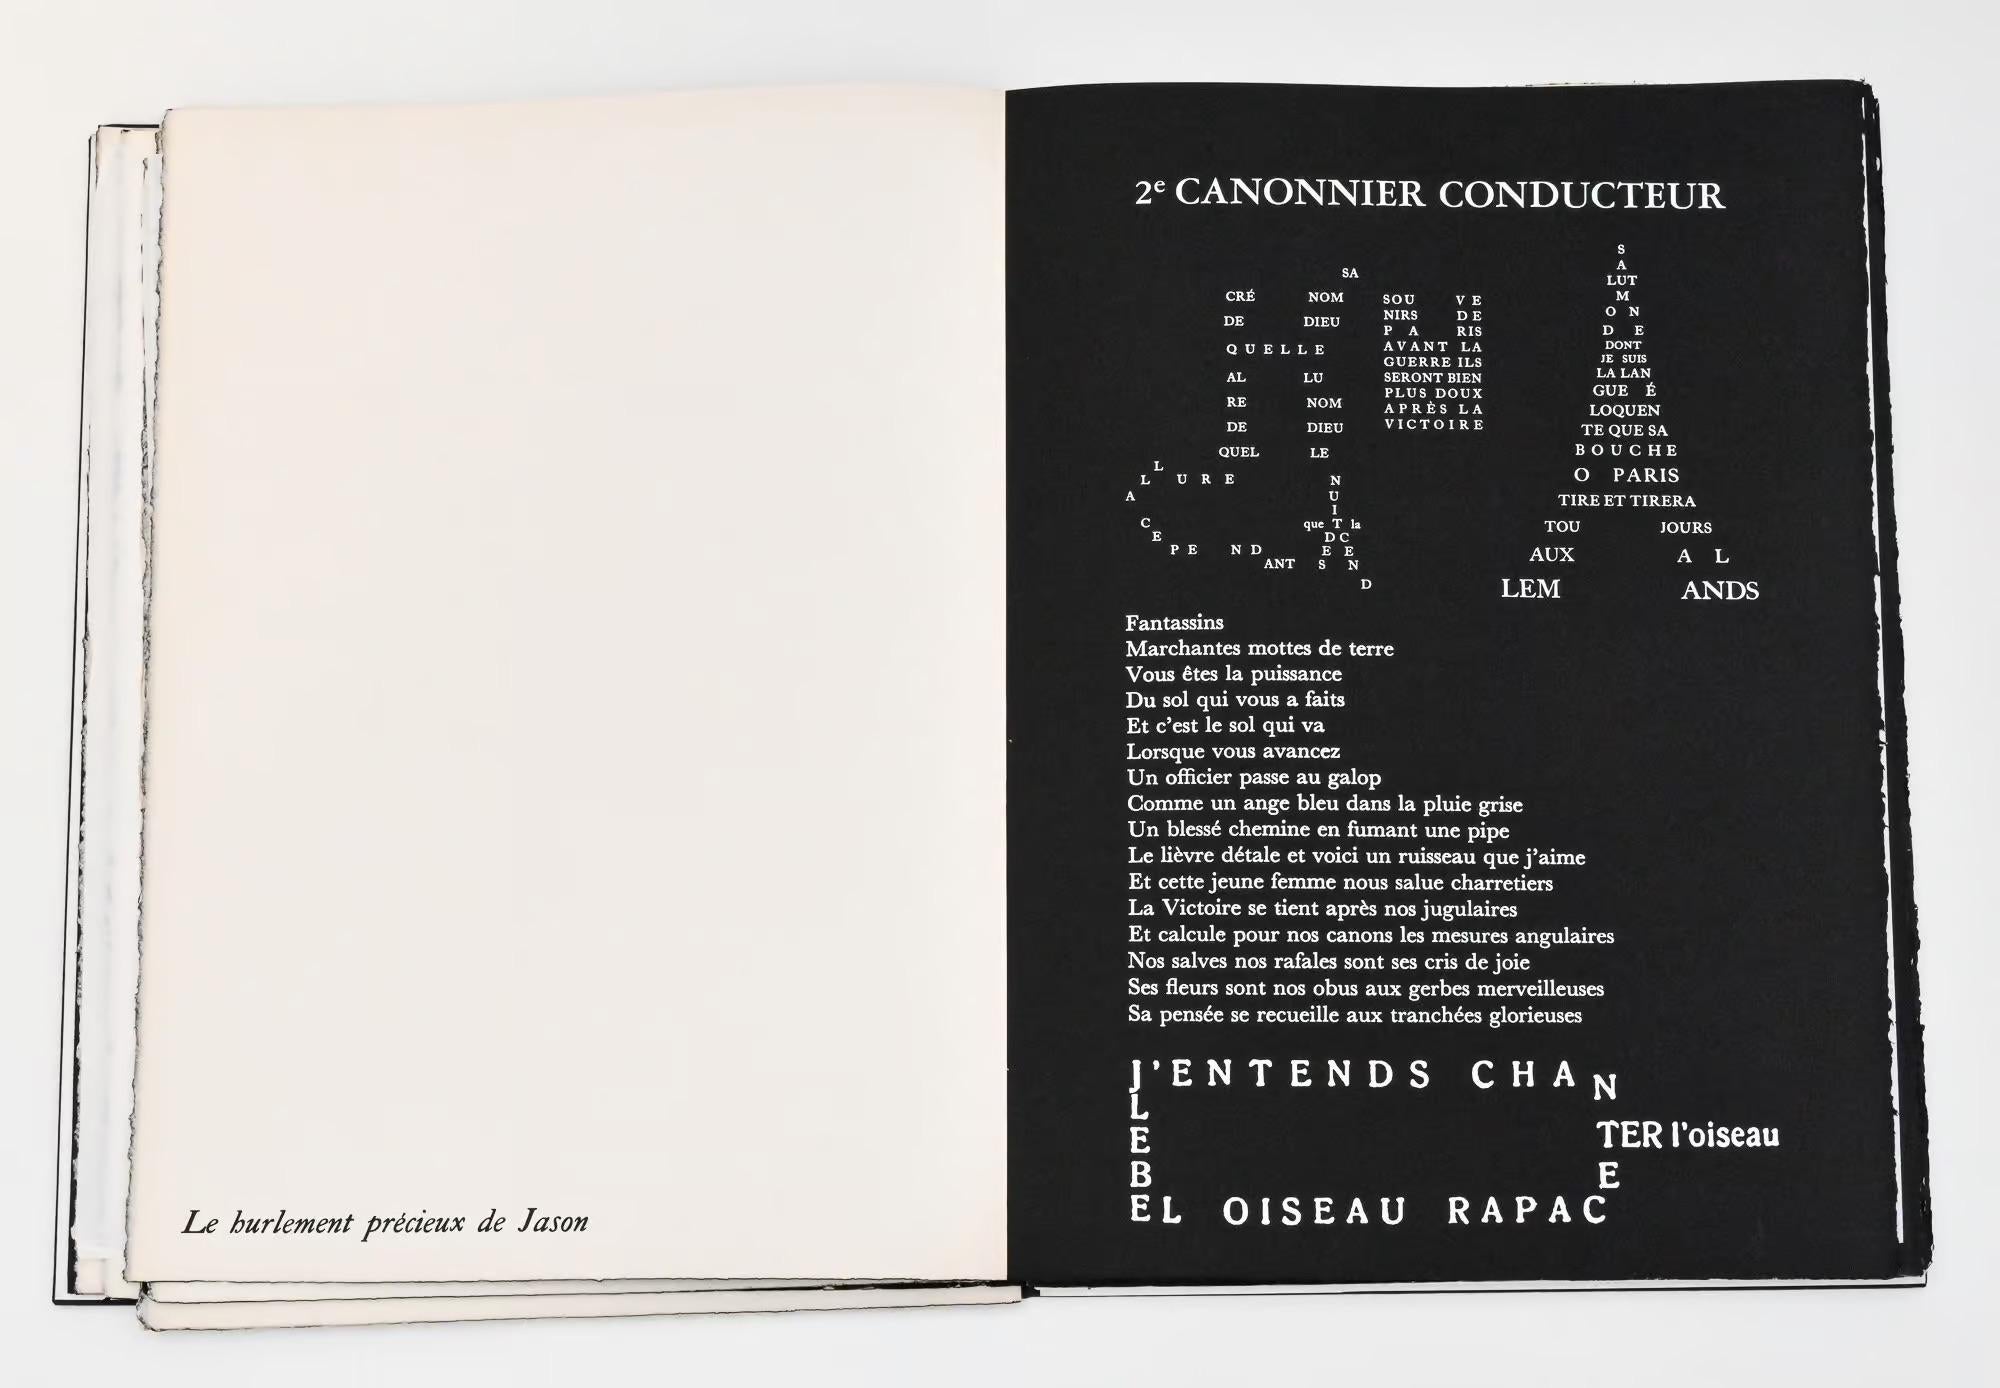 Le hurlement précieux de Jason
2e CANONNIER CONDUCTEUR
SA
CRÉ NOM
DE DIEU
QUELLE
AL LU
RE NOM
DE DIEU
QUEL LE
L
L URE
A
C
E
PE ND
ANT
N
U
I
que T la
DC
E E
S N
D
SOU VE
NIRS DE
P A RIS
AVANT LA
GUERRE ILS
SERONT BIEN
PLUS DOUX
APRÈS LA
VICTOIRE
S
A
LUT
M
O N
D E
DONT
JE SUIS
LA LAN
GUE É
LOQUEN
TE QUE SA
BOUCHE
O PARIS
TIRE ET TIRERA
TOU JOURS
AUX A L
LEM ANDS
Fantassins
Marchantes mottes de terre
Vous êtes la puissance
Du sol qui vous a faits
Et c’est le sol qui va
Lorsque vous avancez
Un officier passe au galop
Comme un ange bleu dans la pluie grise
Un blessé chemine en fumant une pipe
Le lièvre détale et voici un ruisseau que j’aime
Et cette jeune femme nous salue charretiers
La Victoire se tient après nos jugulaires
Et calcule pour nos canons les mesures angulaires
Nos salves nos rafales sont ses cris de joie
Ses fleurs sont nos obus aux gerbes merveilleuses
Sa pensée se recueille aux tranchées glorieuses
J’ENTENDS CHAN
TER l’oiseau
L
E
B
EL OISEAU RAPAC
E